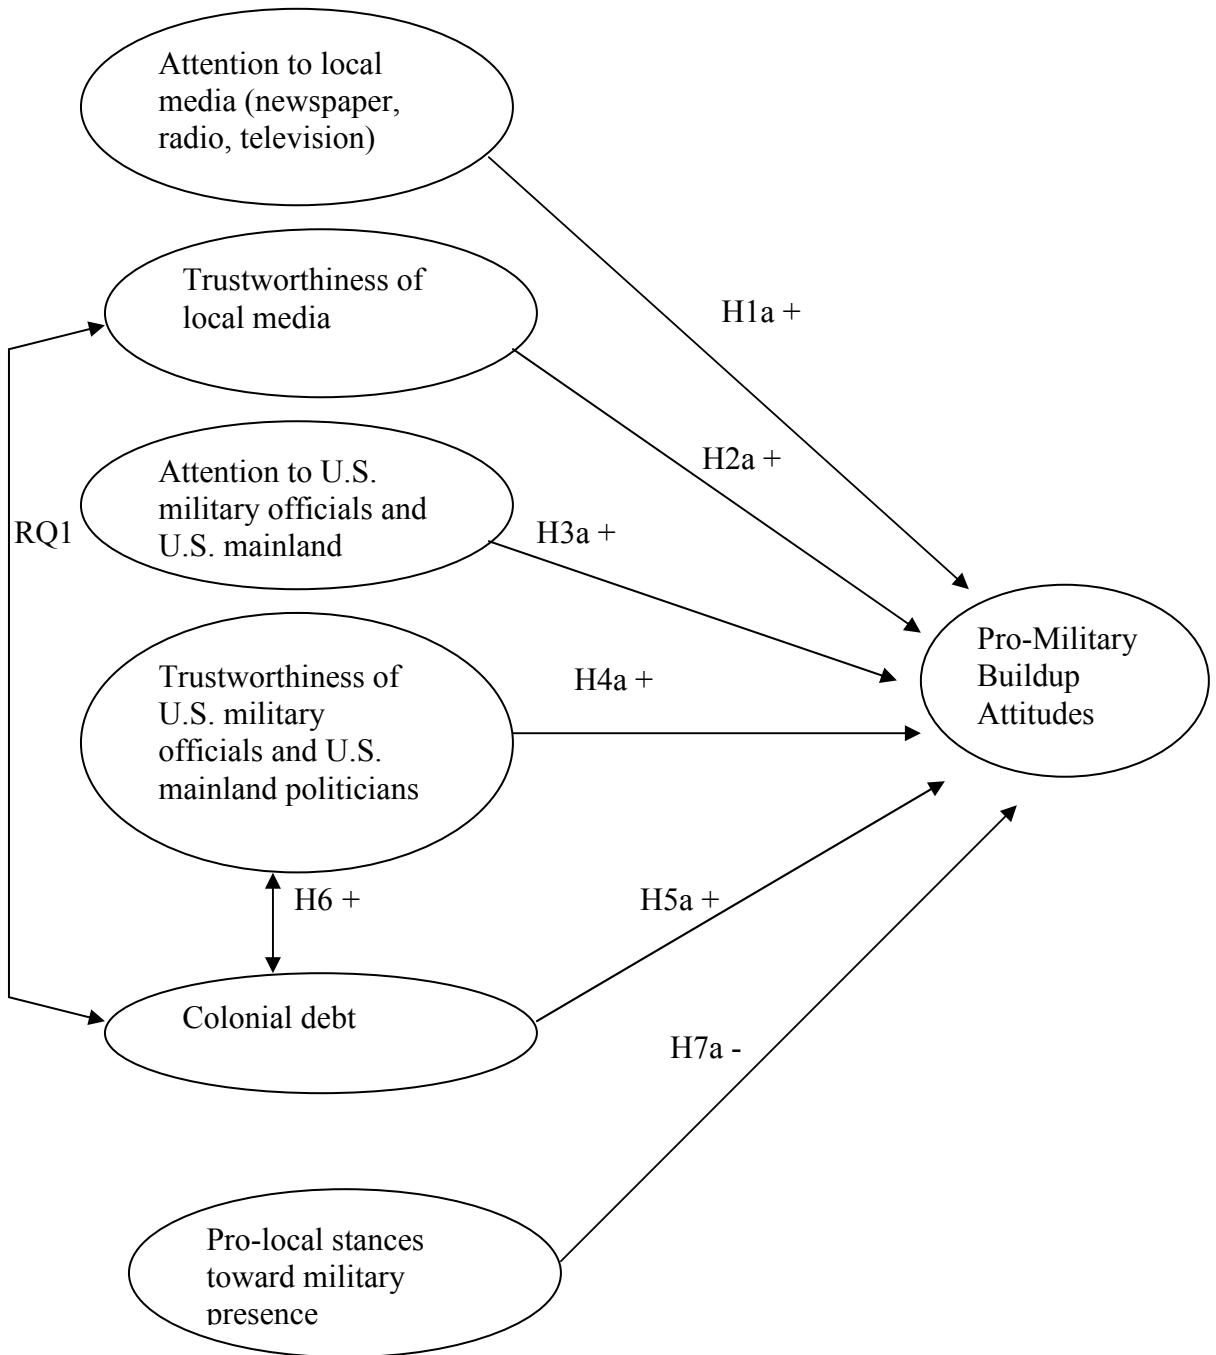 Attention to local
media (newspaper,
radio, television)
Trustworthiness of
local media
H1a +
H2a +
Attention to U.S.
military officials and
U.S. mainland
RQ1
H3a +
Pro-Military
Buildup
Attitudes
Trustworthiness of
U.S. military
officials and U.S.
mainland politicians
H4a +
H6 +
H5a +
Colonial debt
H7a -
Pro-local stances
toward military
presence